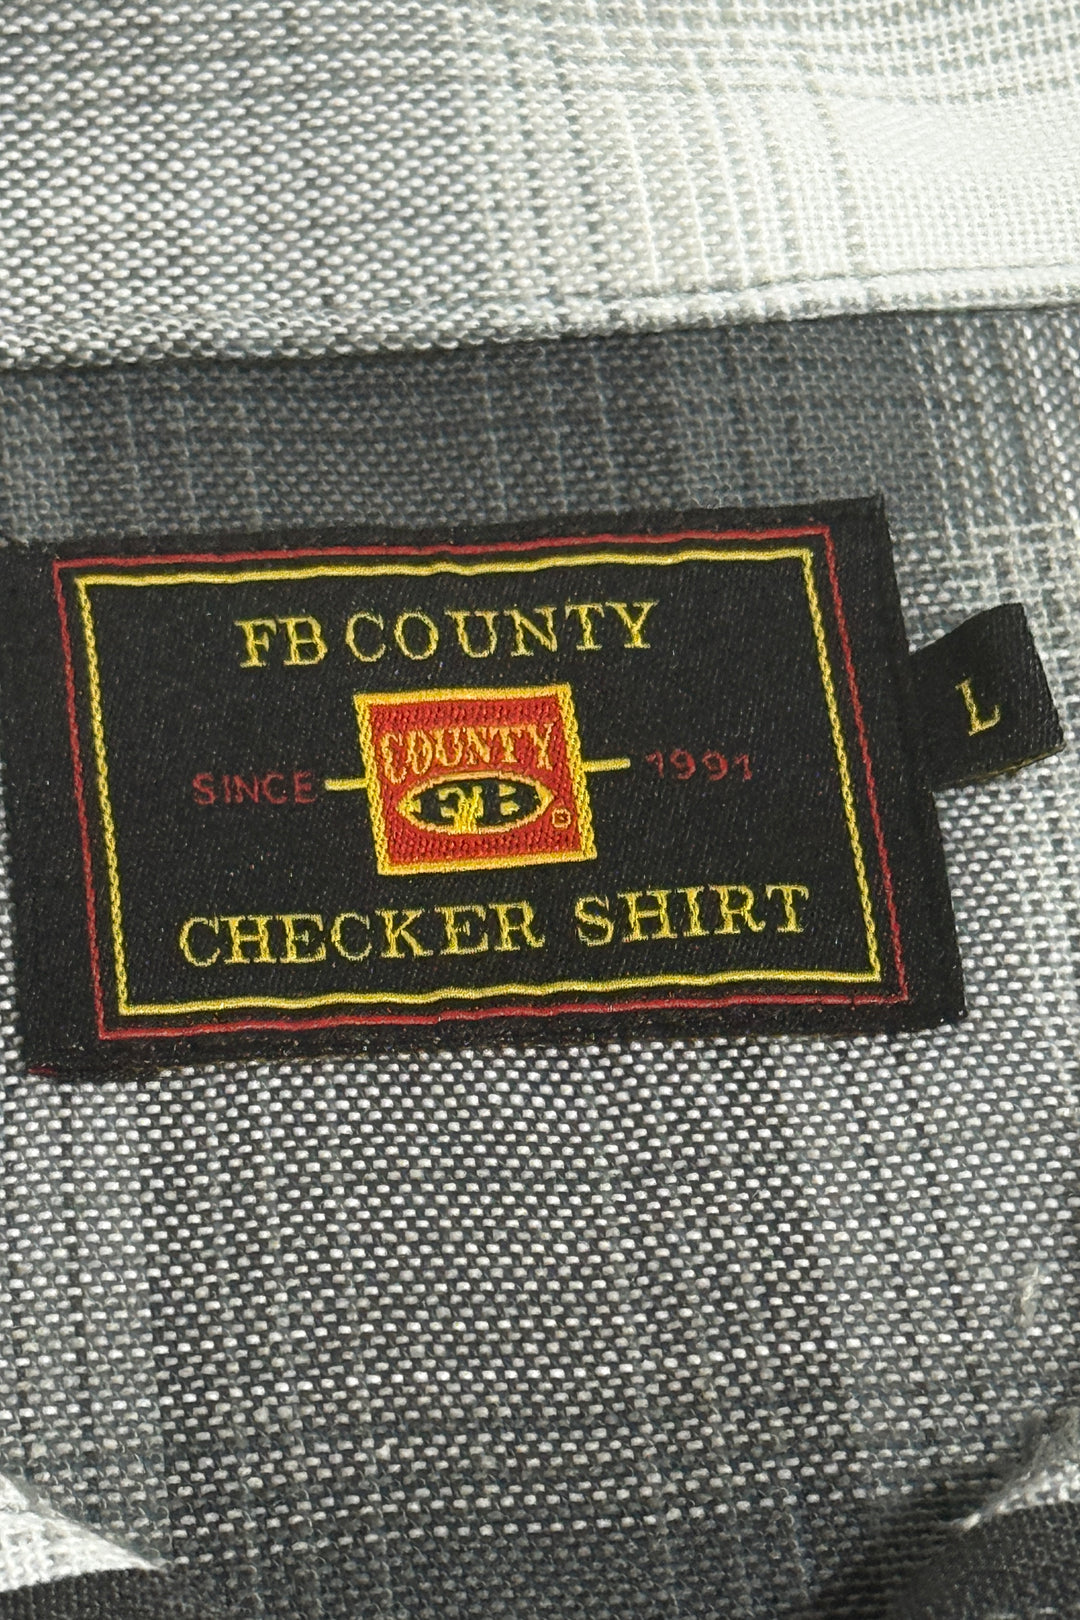 FB COUNTY
COUNTY
FB
SINCE 1991
CHECKER SHIRT
L